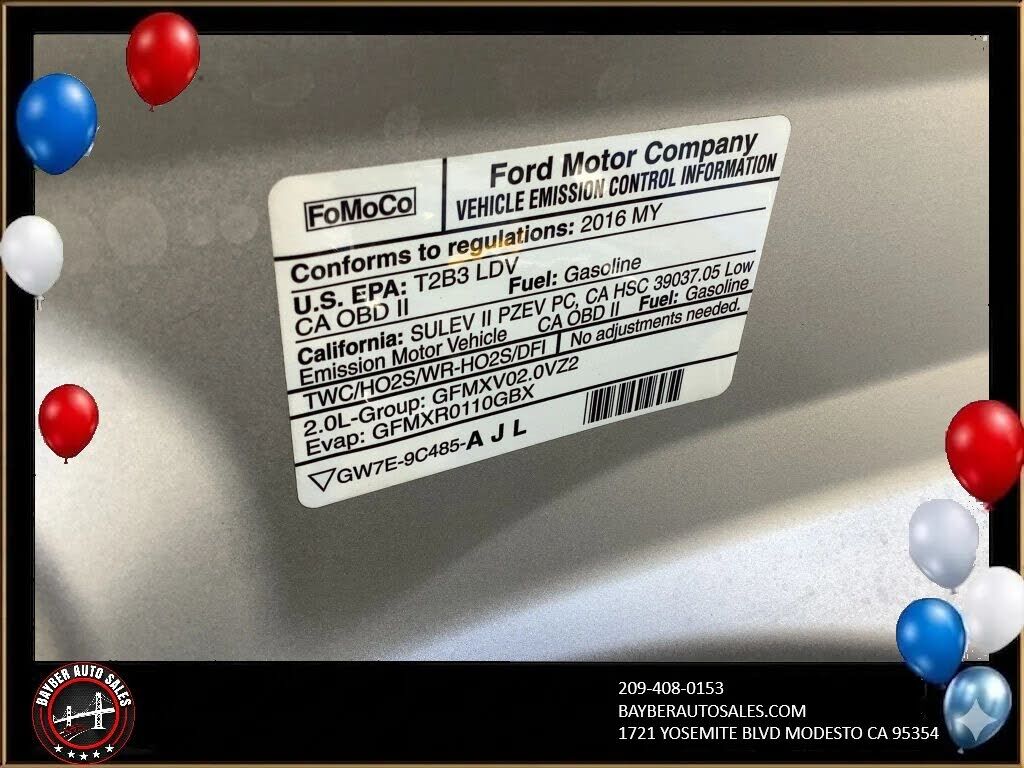 FoMoCo
Ford Motor Company
VEHICLE EMISSION CONTROL INFORMATION
Conforms to regulations: 2016 MY
U.S. EPA: T2B3 LDV
CA OBD II
Fuel: Gasoline
California: SULEV II PZEV PC, CA HSC 39037.05 Low
Emission Motor Vehicle
CA OBD II
Fuel: Gasoline
TWC/HO2S/WR-HO2S/DFI
No adjustments needed.
2.0L-Group: GFMXV02.0VZ2
Evap: GFMXR0110GBX
GW7E-9C485-A J L
BAYBER AUTO SALES
209-408-0153
BAYBERAUTOSALES.COM
1721 YOSEMITE BLVD MODESTO CA 95354